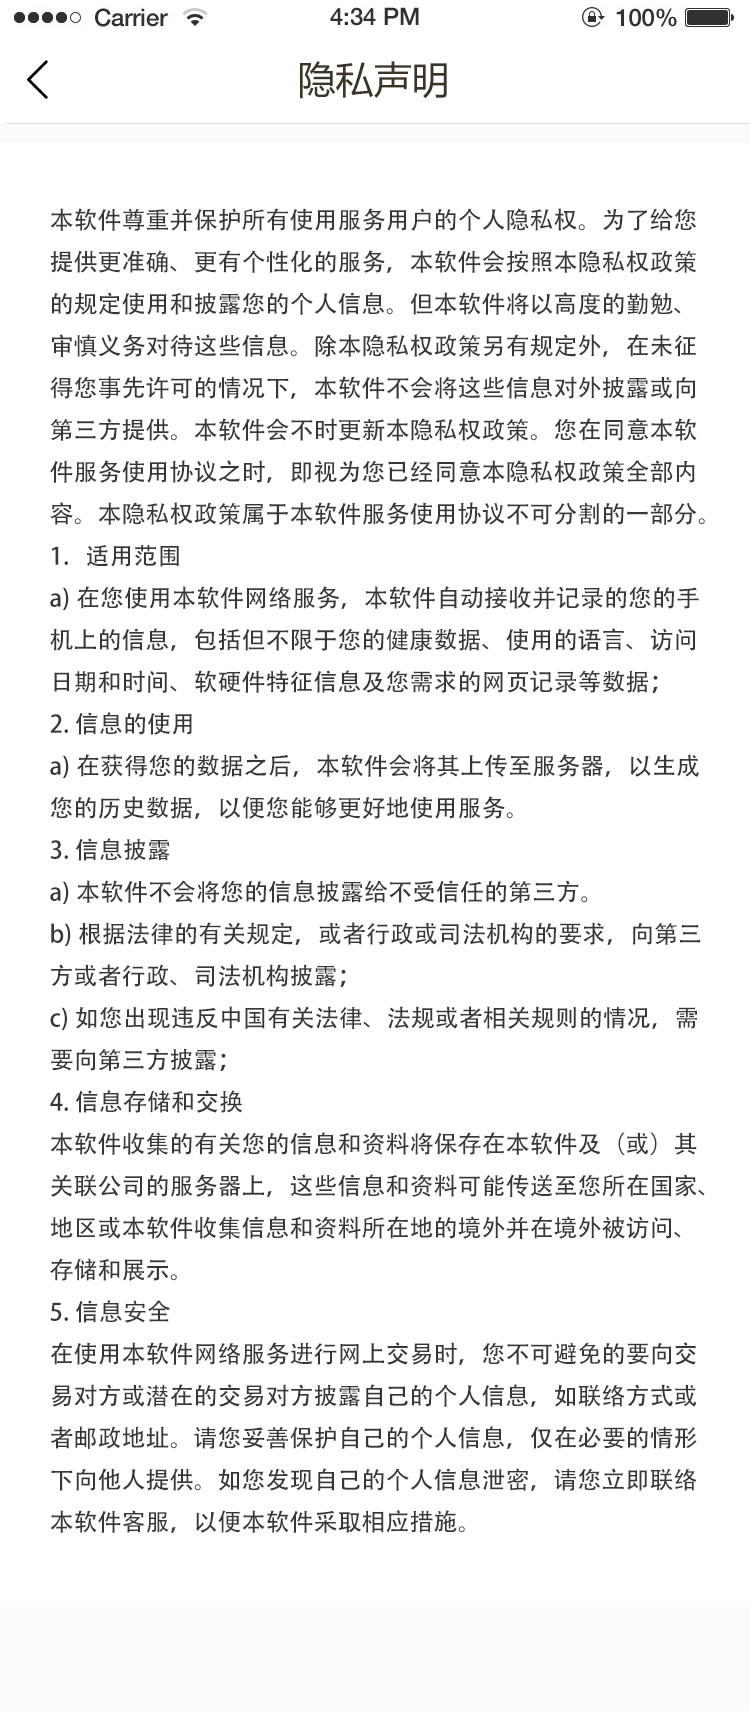 Carrier 4:34 PM 100%
隐私声明
本软件尊重并保护所有使用服务用户的个人隐私权。为了给您
提供更准确、更有个性化的服务，本软件会按照本隐私权政策
的规定使用和披露您的个人信息。但本软件将以高度的勤勉、
审慎义务对待这些信息。除本隐私权政策另有规定外，在未征
得您事先许可的情况下，本软件不会将这些信息对外披露或向
第三方提供。本软件会不时更新本隐私权政策。您在同意本软
件服务使用协议之时，即视为您已经同意本隐私权政策全部内
容。本隐私权政策属于本软件服务使用协议不可分割的一部分。
1. 适用范围
a) 在您使用本软件网络服务，本软件自动接收并记录的您的手
机上的信息，包括但不限于您的健康数据、使用的语言、访问
日期和时间、软硬件特征信息及您需求的网页记录等数据；
2. 信息的使用
a) 在获得您的数据之后，本软件会将其上传至服务器，以生成
您的历史数据，以便您能够更好地使用服务。
3. 信息披露
a) 本软件不会将您的信息披露给不受信任的第三方。
b) 根据法律的有关规定，或者行政或司法机构的要求，向第三
方或者行政、司法机构披露；
c) 如您出现违反中国有关法律、法规或者相关规则的情况，需
要向第三方披露；
4. 信息存储和交换
本软件收集的有关您的信息和资料将保存在本软件及（或）其
关联公司的服务器上，这些信息和资料可能传送至您所在国家、
地区或本软件收集信息和资料所在地的境外并在境外被访问、
存储和展示。
5. 信息安全
在使用本软件网络服务进行网上交易时，您不可避免的要向交
易对方或潜在的交易对方披露自己的个人信息，如联络方式或
者邮政地址。请您妥善保护自己的个人信息，仅在必要的情形
下向他人提供。如您发现自己的个人信息泄密，请您立即联络
本软件客服，以便本软件采取相应措施。